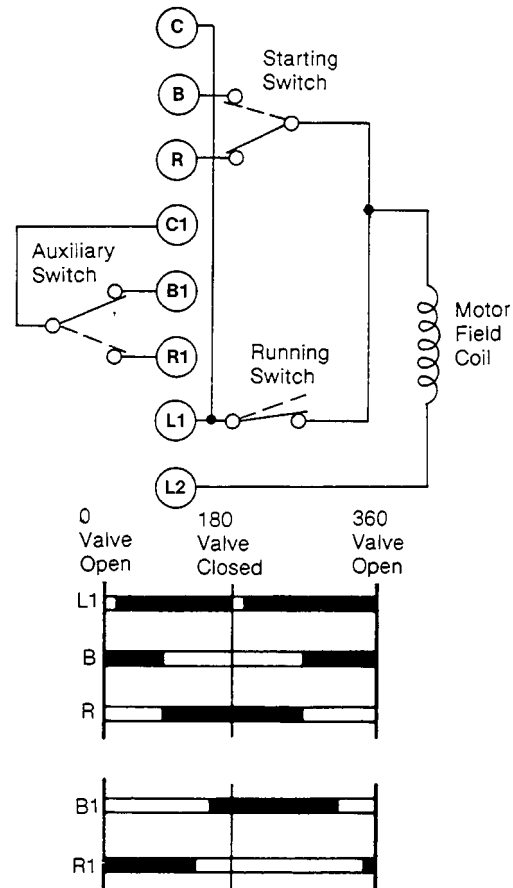 C
Starting
Switch
B
R
C1
Auxiliary
Switch
B1
R1
Running
Switch
Motor
Field
Coil
L1
L2
0
Valve
Open
180
Valve
Closed
360
Valve
Open
L1
B
R
B1
R1